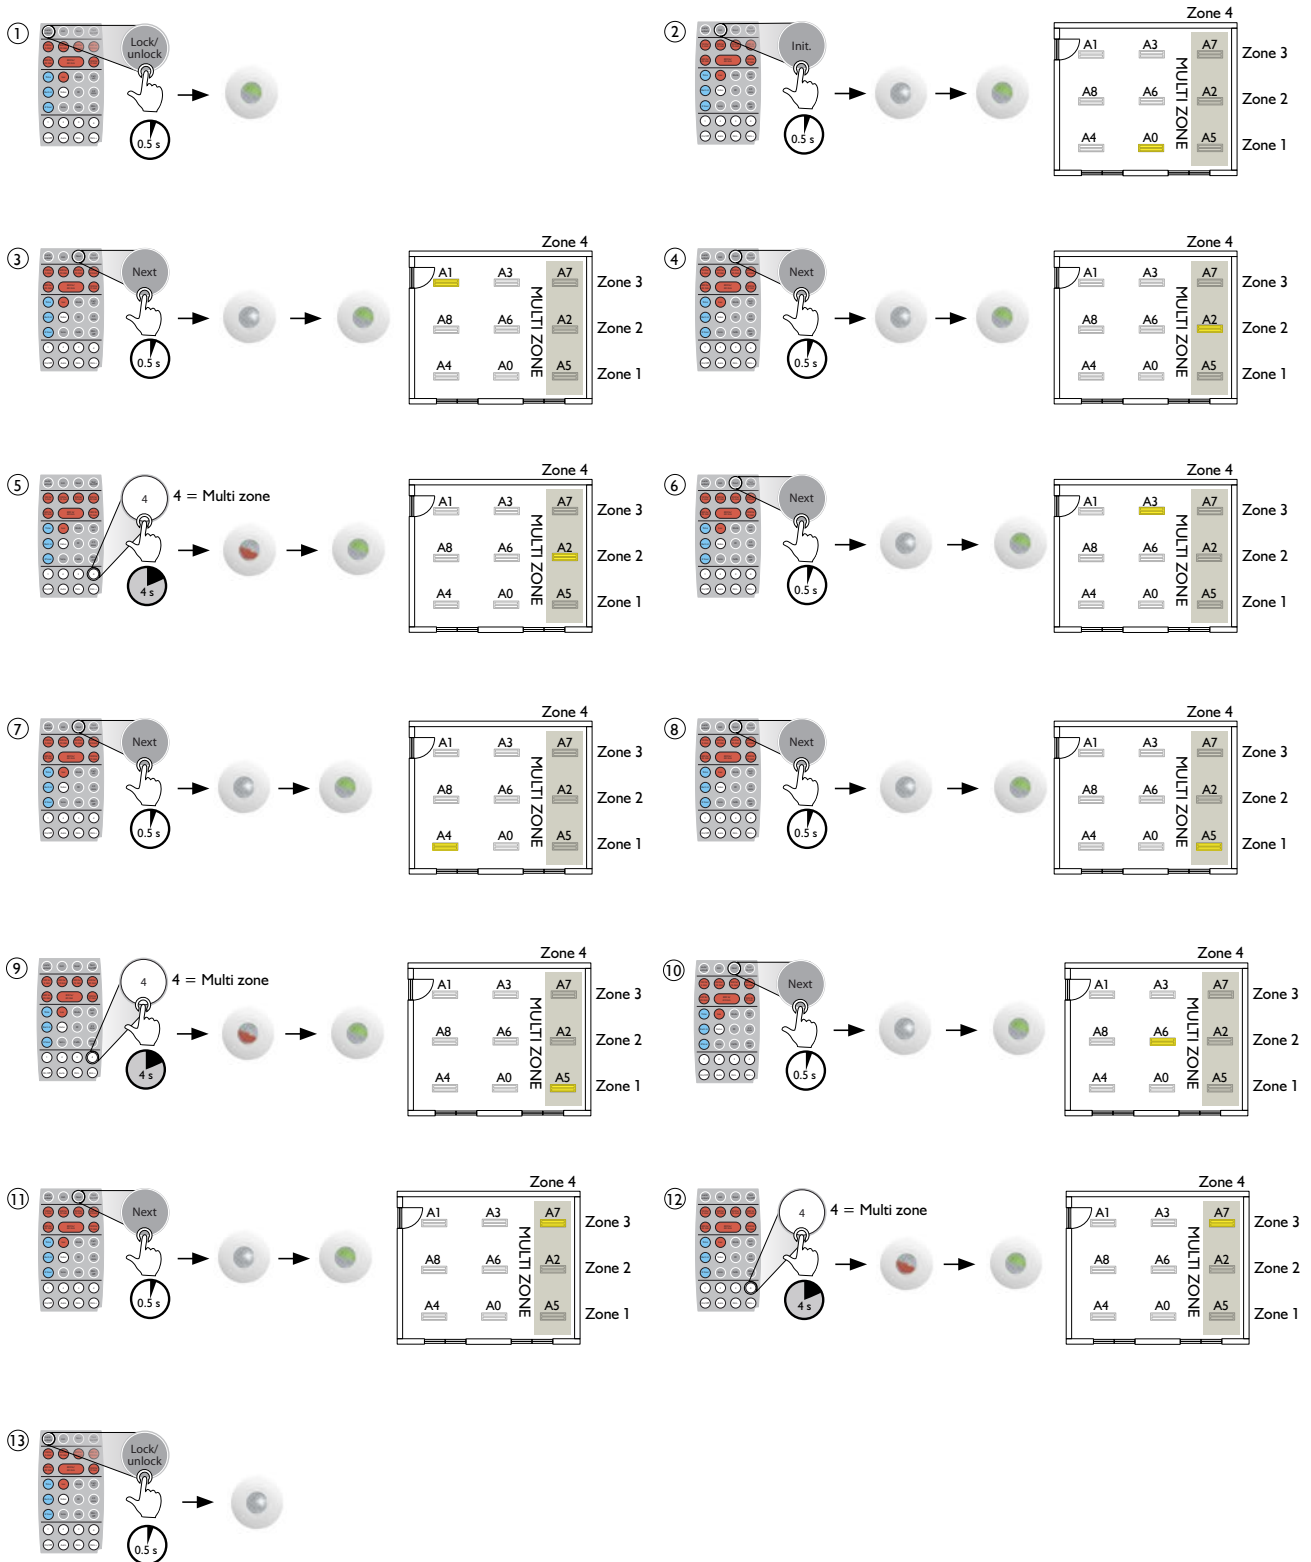 1
Lock/
unlock
0.5 s
2
Init.
0.5 s
Zone 4
A1 A3 A7 Zone 3
A8 A6 A2 Zone 2
A4 A0 A5 Zone 1
MULTI ZONE
3
Next
0.5 s
Zone 4
A1 A3 A7 Zone 3
A8 A6 A2 Zone 2
A4 A0 A5 Zone 1
MULTI ZONE
4
Next
0.5 s
Zone 4
A1 A3 A7 Zone 3
A8 A6 A2 Zone 2
A4 A0 A5 Zone 1
MULTI ZONE
5
4
4 = Multi zone
4 s
Zone 4
A1 A3 A7 Zone 3
A8 A6 A2 Zone 2
A4 A0 A5 Zone 1
MULTI ZONE
6
Next
0.5 s
Zone 4
A1 A3 A7 Zone 3
A8 A6 A2 Zone 2
A4 A0 A5 Zone 1
MULTI ZONE
7
Next
0.5 s
Zone 4
A1 A3 A7 Zone 3
A8 A6 A2 Zone 2
A4 A0 A5 Zone 1
MULTI ZONE
8
Next
0.5 s
Zone 4
A1 A3 A7 Zone 3
A8 A6 A2 Zone 2
A4 A0 A5 Zone 1
MULTI ZONE
9
4
4 = Multi zone
4 s
Zone 4
A1 A3 A7 Zone 3
A8 A6 A2 Zone 2
A4 A0 A5 Zone 1
MULTI ZONE
10
Next
0.5 s
Zone 4
A1 A3 A7 Zone 3
A8 A6 A2 Zone 2
A4 A0 A5 Zone 1
MULTI ZONE
11
Next
0.5 s
Zone 4
A1 A3 A7 Zone 3
A8 A6 A2 Zone 2
A4 A0 A5 Zone 1
MULTI ZONE
12
4
4 = Multi zone
4 s
Zone 4
A1 A3 A7 Zone 3
A8 A6 A2 Zone 2
A4 A0 A5 Zone 1
MULTI ZONE
13
Lock/
unlock
0.5 s